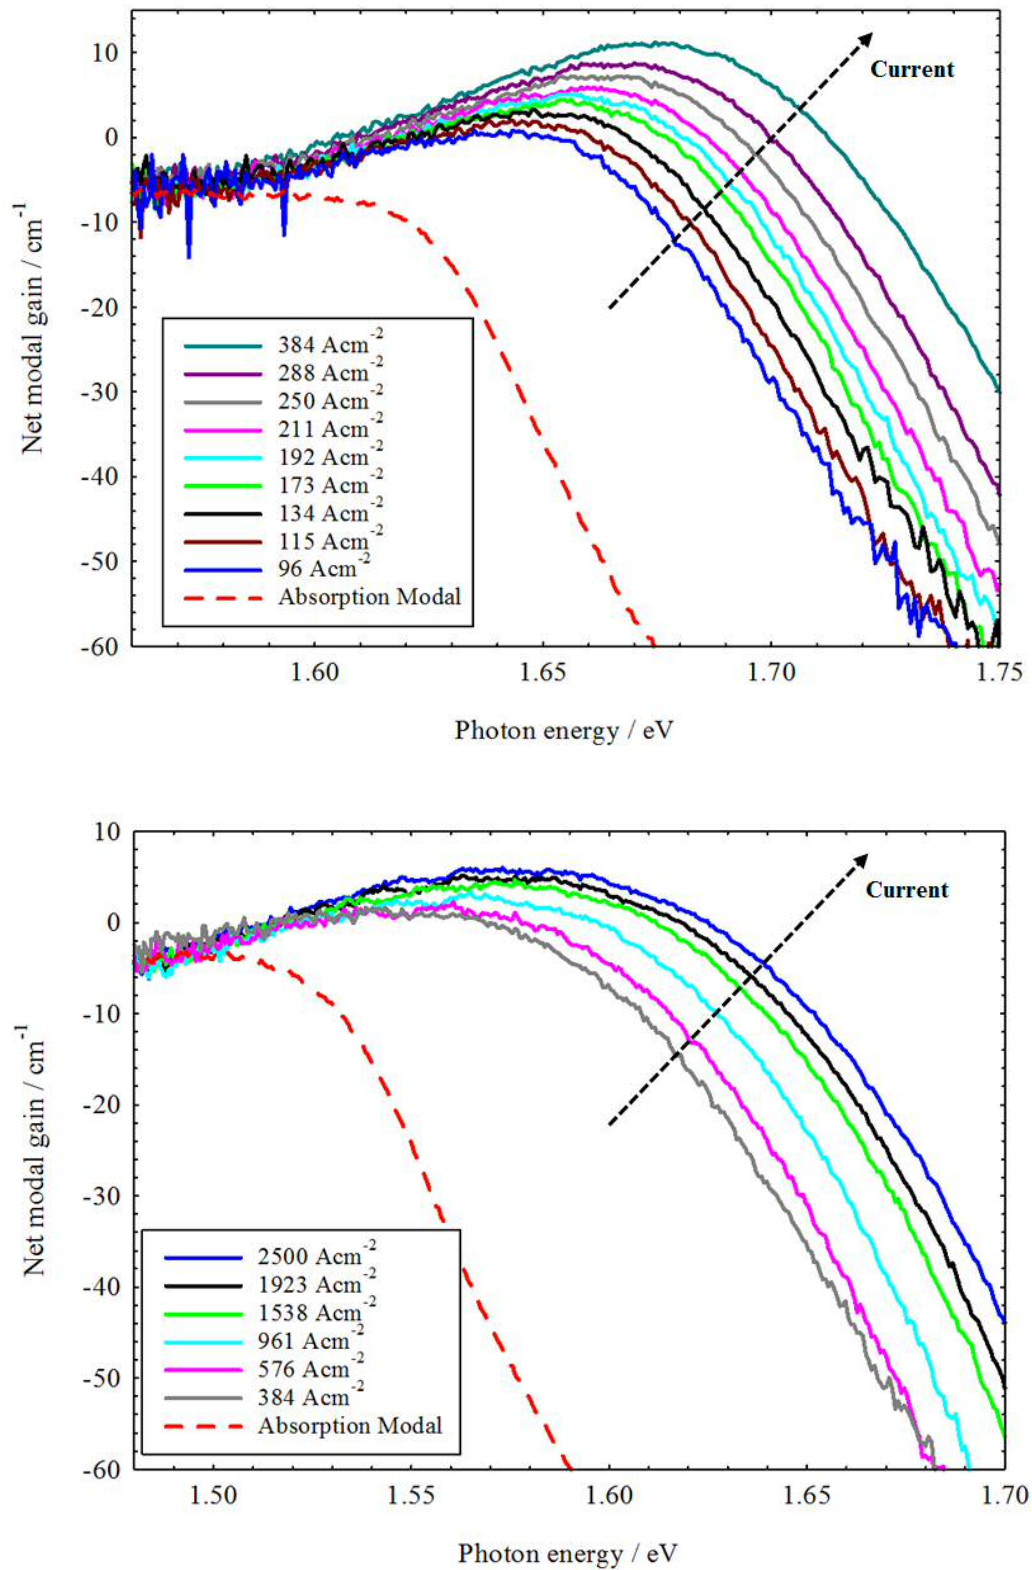 10
0
-10
-20
-30
-40
-50
-60
Net modal gain / cm⁻¹
Current
384 Acm⁻²
288 Acm⁻²
250 Acm⁻²
211 Acm⁻²
192 Acm⁻²
173 Acm⁻²
134 Acm⁻²
115 Acm⁻²
96 Acm⁻²
Absorption Modal
1.60 1.65 1.70 1.75
Photon energy / eV
10
0
-10
-20
-30
-40
-50
-60
Net modal gain / cm⁻¹
Current
2500 Acm⁻²
1923 Acm⁻²
1538 Acm⁻²
961 Acm⁻²
576 Acm⁻²
384 Acm⁻²
Absorption Modal
1.50 1.55 1.60 1.65 1.70
Photon energy / eV